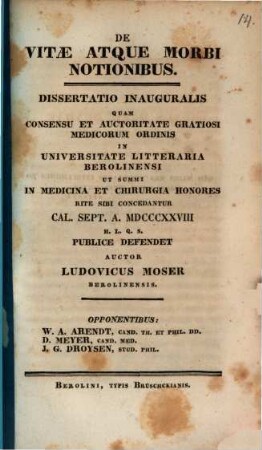 14.
DE
VITÆ ATQUE MORBI
NOTIONIBUS.
DISSERTATIO INAUGURALIS
QUAM
CONSENSU ET AUCTORITATE GRATIOSI
MEDICORUM ORDINIS
IN
UNIVERSITATE LITTERARIA
BEROLINENSI
UT SUMMI
IN MEDICINA ET CHIRURGIA HONORES
RITE SIBI CONCEDANTUR
CAL. SEPT. A. MDCCCXXVIII
H. L. Q. S.
PUBLICE DEFENDET
AUCTOR
LUDOVICUS MOSER
BEROLINENSIS.
OPPONENTIBUS:
W. A. ARENDT, CAND. TH. ET PHIL. DD.
D. MEYER, CAND. MED.
J. G. DROYSEN, STUD. PHIL.
BEROLINI, TYPIS BRÜSCHCKIANIS.